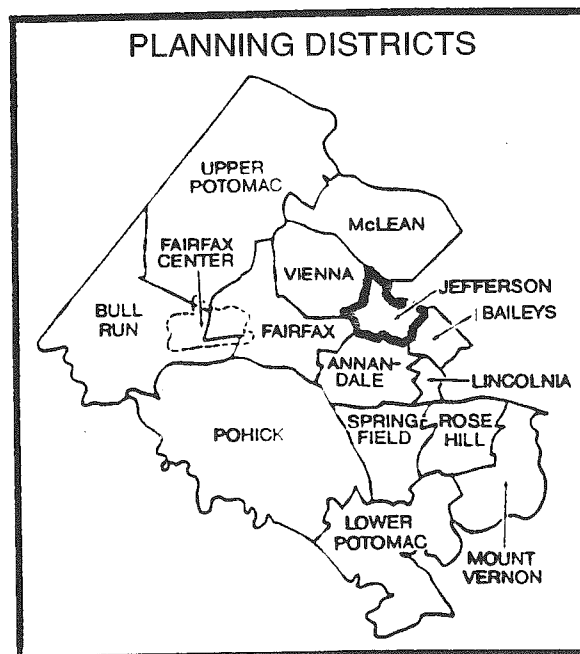 PLANNING DISTRICTS
UPPER
POTOMAC
McLEAN
FAIRFAX
CENTER
VIENNA
JEFFERSON
BAILEYS
BULL
RUN
FAIRFAX
ANNAN-
DALE
LINCOLNIA
POHICK
SPRING
FIELD
ROSE
HILL
LOWER
POTOMAC
MOUNT
VERNON